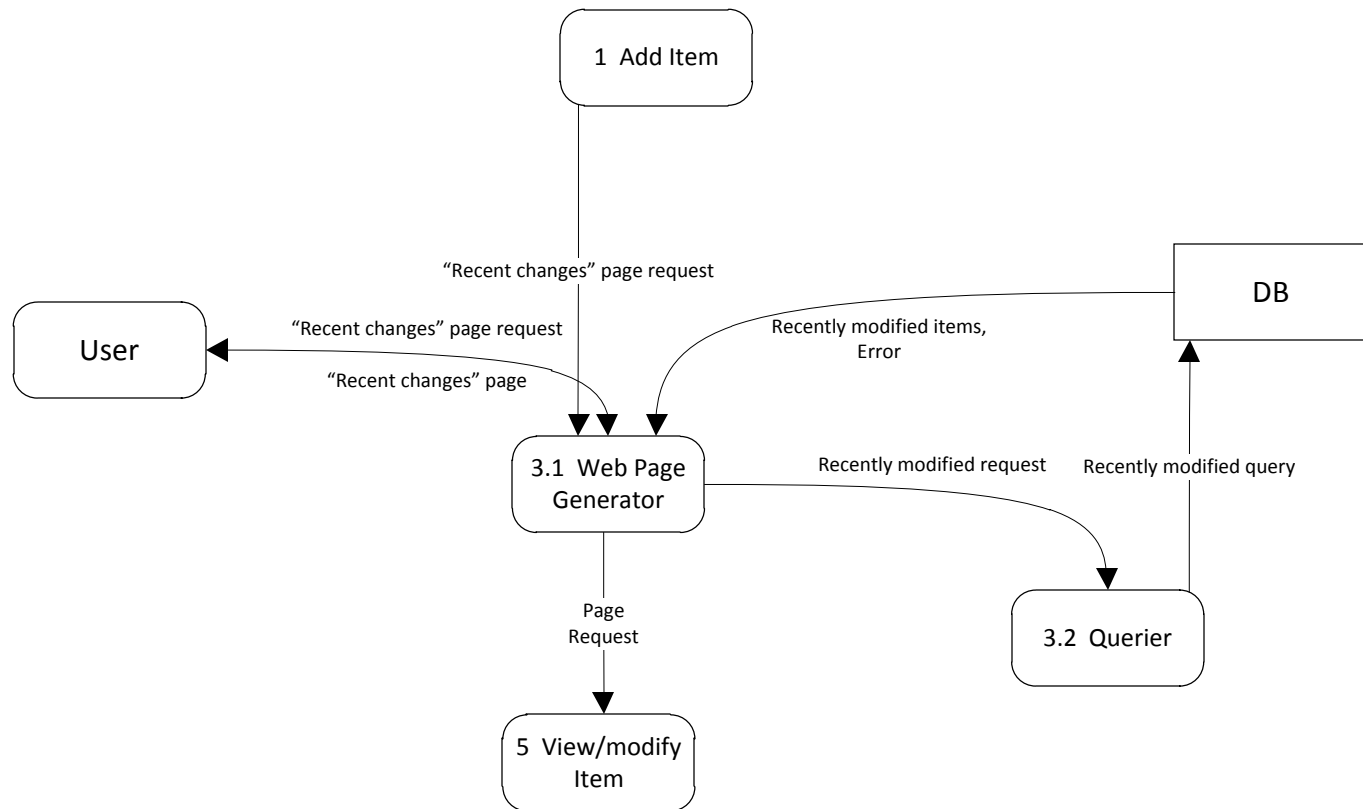 1 Add Item
“Recent changes” page request
DB
“Recent changes” page request
Recently modified items,
Error
User
“Recent changes” page
3.1 Web Page
Generator
Recently modified request
Recently modified query
Page
Request
3.2 Querier
5 View/modify
Item